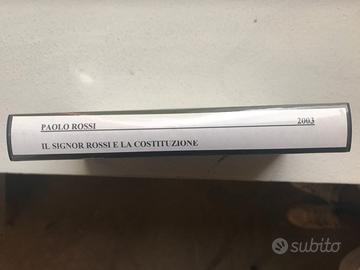 PAOLO ROSSI 2003
IL SIGNOR ROSSI E LA COSTITUZIONE
subito